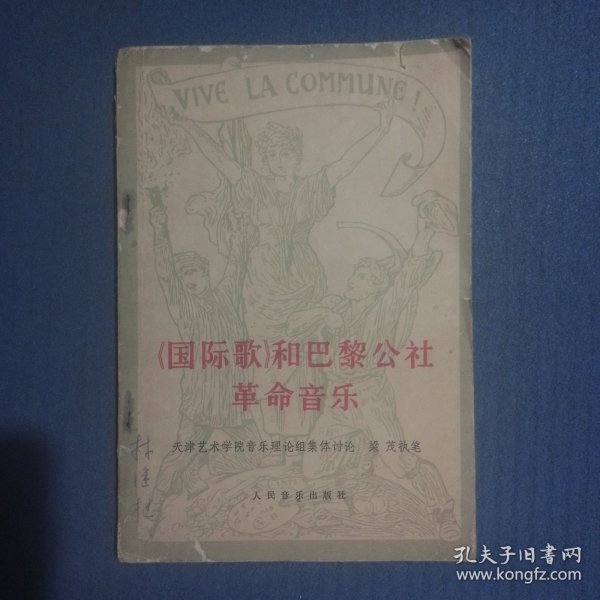 VIVE LA COMMUNE!
《国际歌》和巴黎公社
革命音乐
天津艺术学院音乐理论组集体讨论 梁茂执笔
人民音乐出版社
孔夫子旧书网
www.kongfz.com